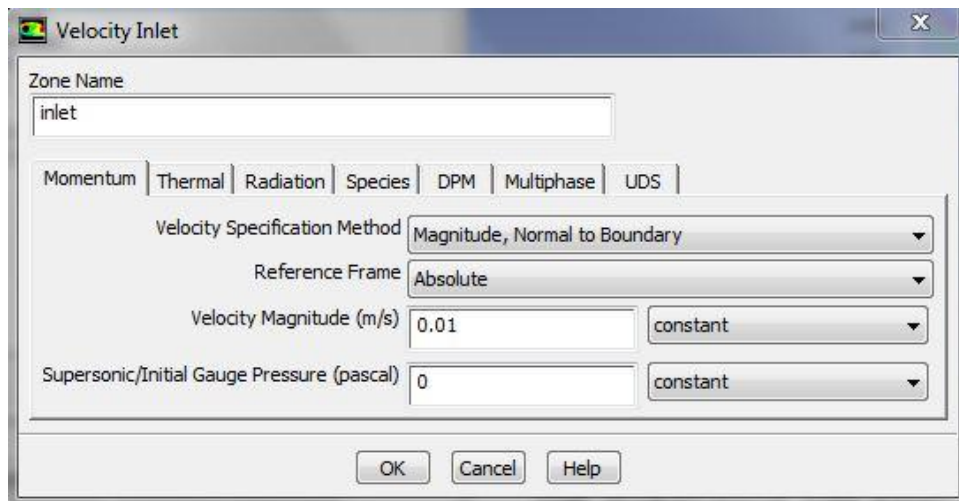 Velocity Inlet
Zone Name
inlet
Momentum Thermal Radiation Species DPM Multiphase UDS
Velocity Specification Method Magnitude, Normal to Boundary
Reference Frame Absolute
Velocity Magnitude (m/s) 0.01 constant
Supersonic/Initial Gauge Pressure (pascal) 0 constant
OK Cancel Help